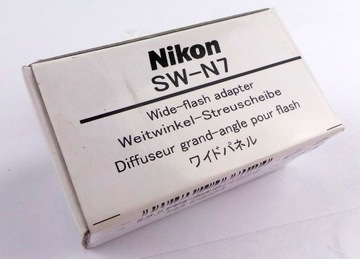 Nikon
SW-N7
Wide-flash adapter
Weitwinkel-Streuscheibe
Diffuseur grand-angle pour flash
ワイドパネル